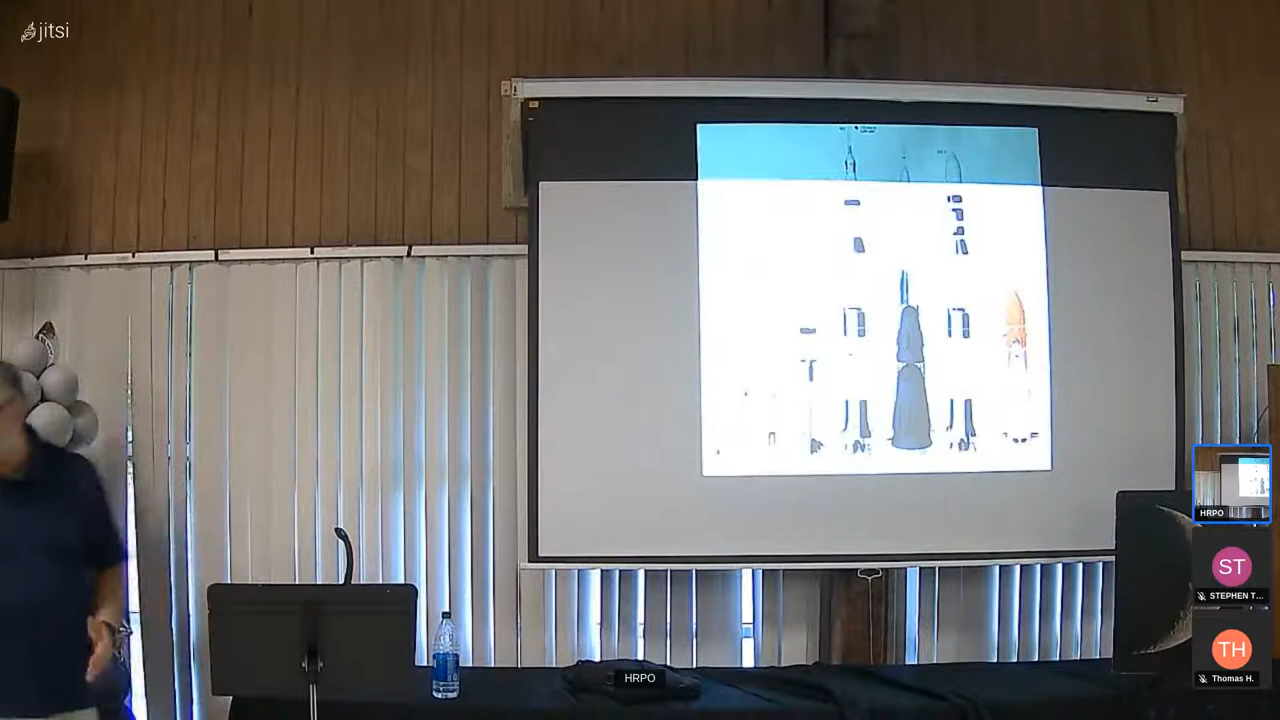 jitsi
HRPO
STEPHEN T...
TH
Thomas H.
ST
HRPO